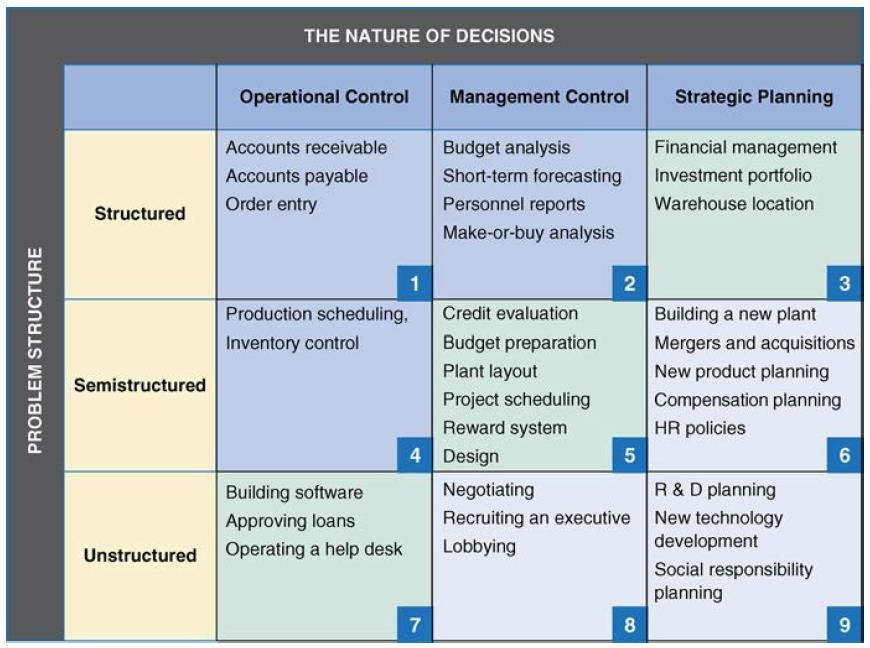 THE NATURE OF DECISIONS
PROBLEM STRUCTURE
Operational Control
Management Control
Strategic Planning
Structured
Accounts receivable
Accounts payable
Order entry
1
Budget analysis
Short-term forecasting
Personnel reports
Make-or-buy analysis
2
Financial management
Investment portfolio
Warehouse location
3
Semistructured
Production scheduling,
Inventory control
4
Credit evaluation
Budget preparation
Plant layout
Project scheduling
Reward system
Design
5
Building a new plant
Mergers and acquisitions
New product planning
Compensation planning
HR policies
6
Unstructured
Building software
Approving loans
Operating a help desk
7
Negotiating
Recruiting an executive
Lobbying
8
R & D planning
New technology
development
Social responsibility
planning
9